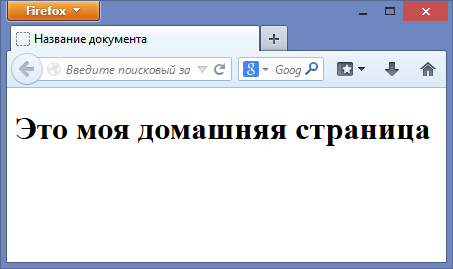 Firefox
Название документа
Введите поисковый за
g Goog
Это моя домашняя страница